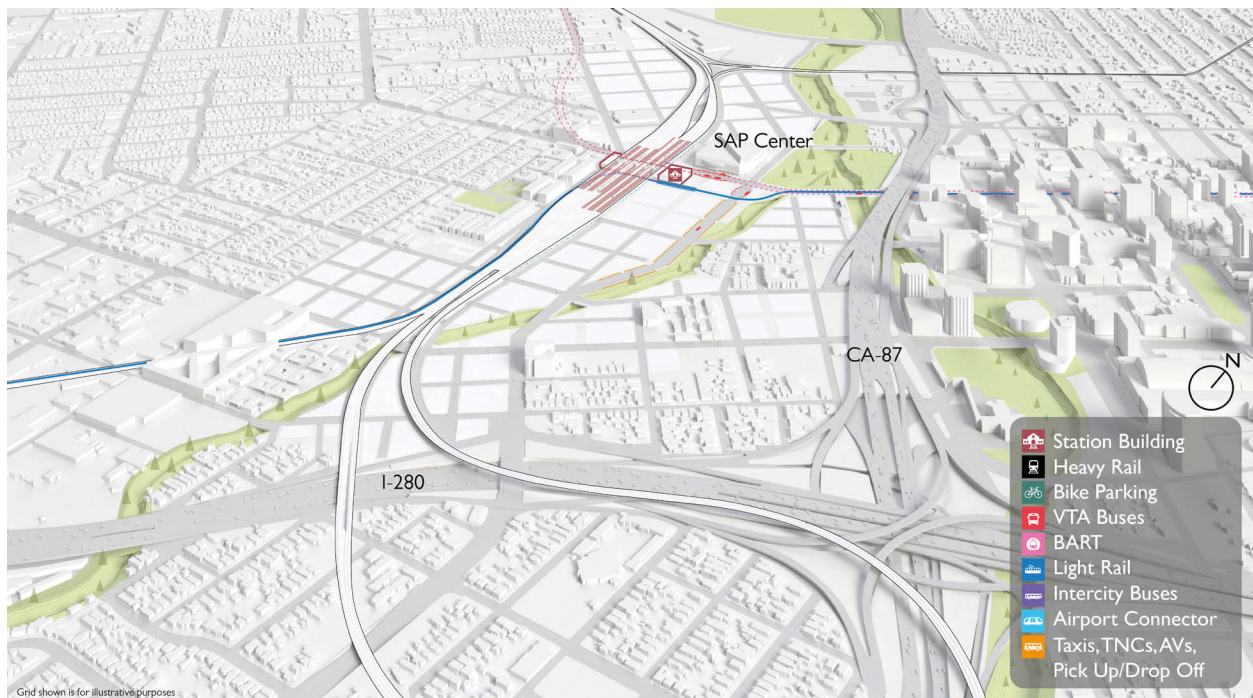 SAP Center
CA-87
N
I-280
Station Building
Heavy Rail
Bike Parking
VTA Buses
BART
Light Rail
Intercity Buses
Airport Connector
Taxis, TNCs, AVs,
Pick Up/Drop Off
Grid shown is for illustrative purposes